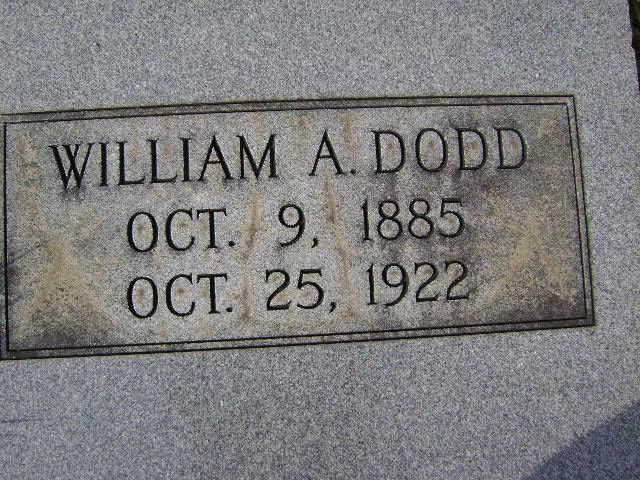 WILLIAM A. DODD
OCT. 9, 1885
OCT. 25, 1922